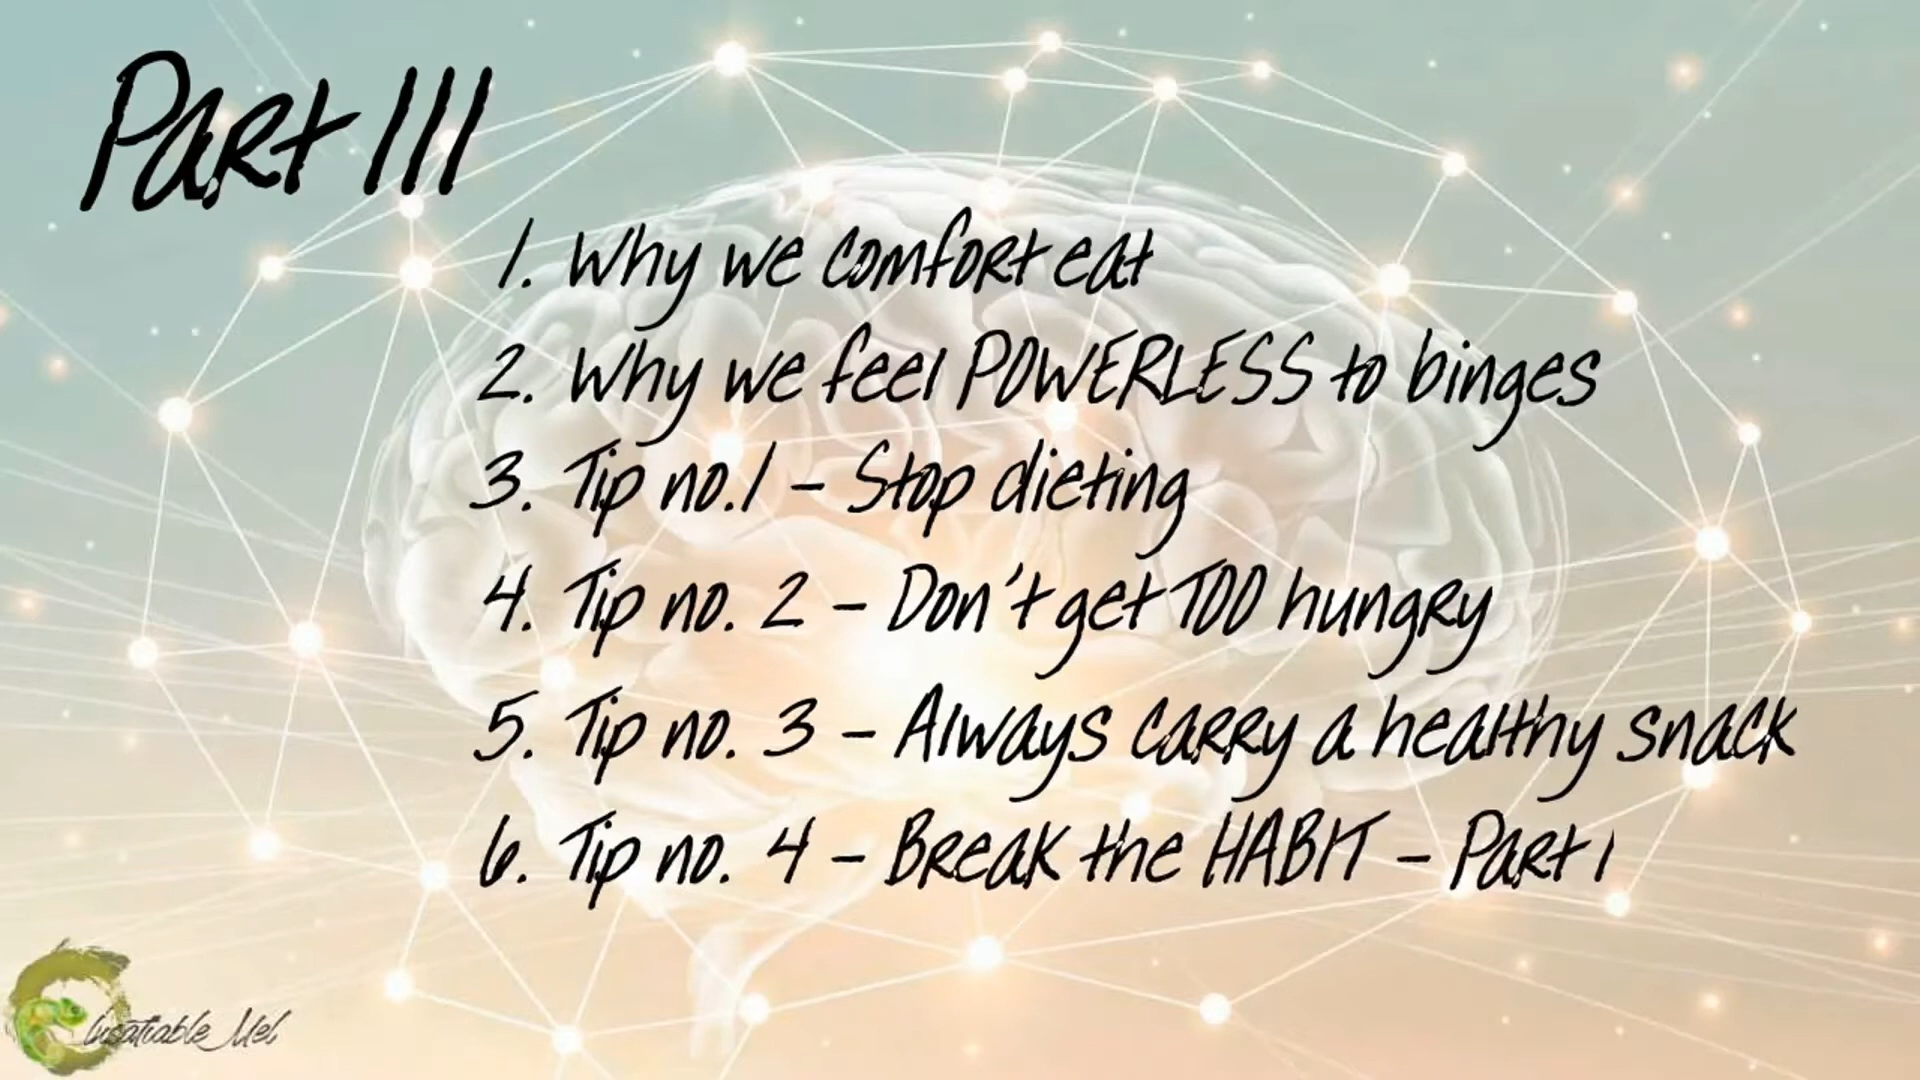 Part III
1. Why we comfort eat
2. Why we feel POWERLESS to binges
3. Tip no.1 - Stop dieting
4. Tip no. 2 - Don't get TOO hungry
5. Tip no. 3 - Always carry a healthy snack
6. Tip no. 4 - Break the HABIT - Part 1
Insatiable Mel